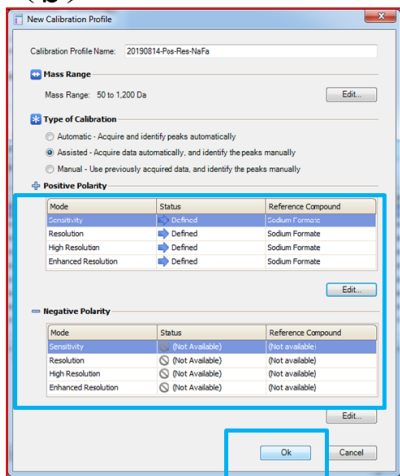 (b)
New Calibration Profile
Calibration Profile Name: 20190814-Pos-Res-NaFa
Mass Range
Mass Range: 50 to 1,200 Da Edit...
Type of Calibration
Automatic - Acquire and identify peaks automatically
Assisted - Acquire data automatically, and identify the peaks manually
Manual - Use previously acquired data, and identify the peaks manually
Positive Polarity
Mode Status Reference Compound
Sensitivity Defined Sodium Formate
Resolution Defined Sodium Formate
High Resolution Defined Sodium Formate
Enhanced Resolution Defined Sodium Formate
Edit...
Negative Polarity
Mode Status Reference Compound
Sensitivity (Not Available) (Not available)
Resolution (Not Available) (Not available)
High Resolution (Not Available) (Not available)
Enhanced Resolution (Not Available) (Not available)
Edit...
Ok Cancel